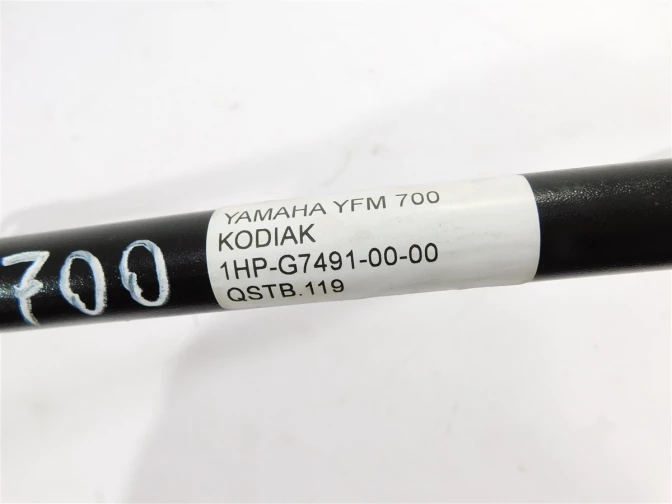 700
YAMAHA YFM 700
KODIAK
1HP-G7491-00-00
QSTB.119